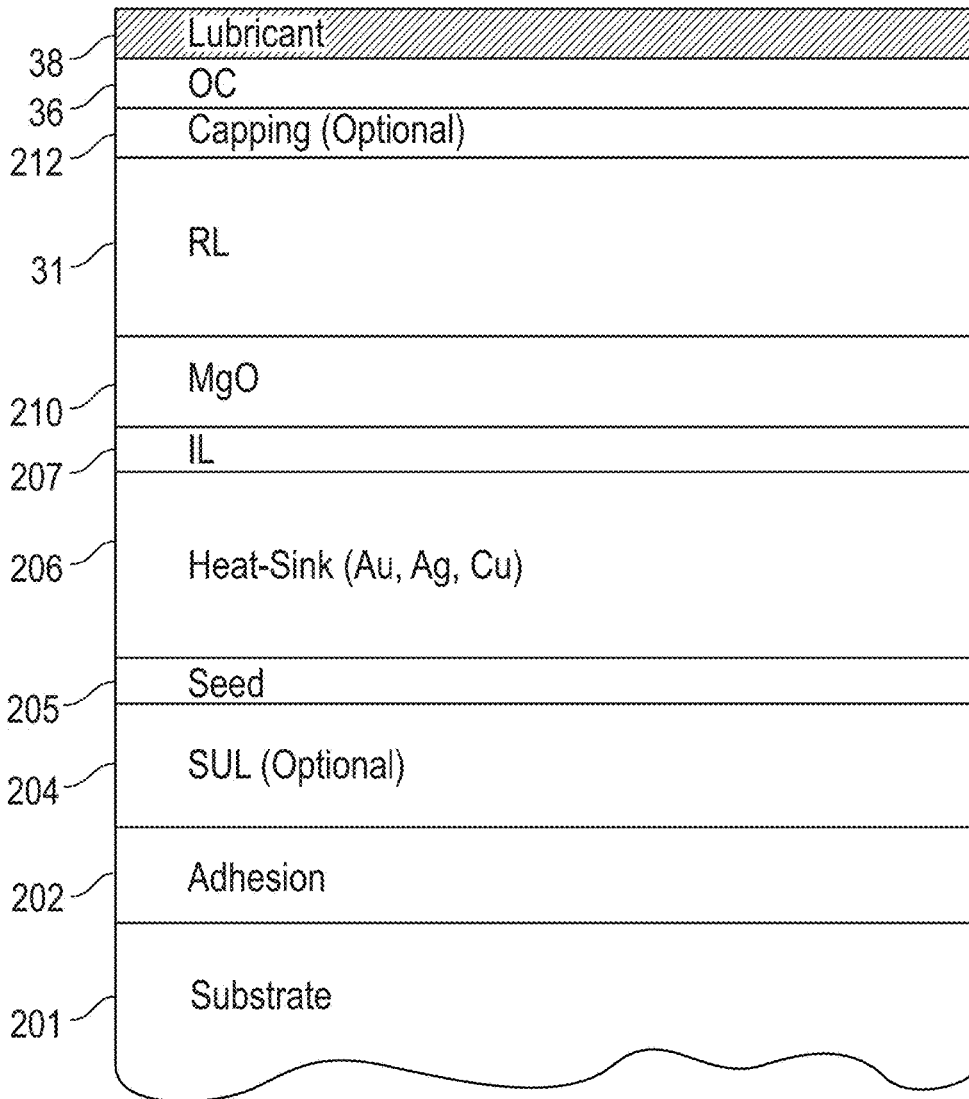 Lubricant
38
OC
36
Capping (Optional)
212
RL
31
MgO
210
IL
207
Heat-Sink (Au, Ag, Cu)
206
Seed
205
SUL (Optional)
204
Adhesion
202
Substrate
201